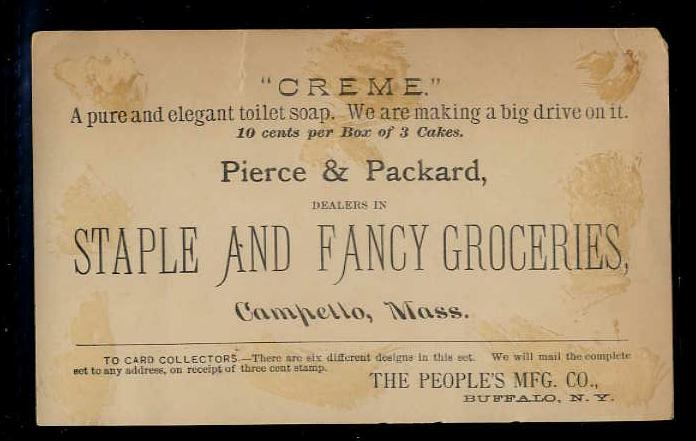 "CREME."
A pure and elegant toilet soap. We are making a big drive on it.
10 cents per Box of 3 Cakes.
Pierce & Packard,
DEALERS IN
STAPLE AND FANCY GROCERIES,
Campello, Mass.
TO CARD COLLECTORS.—There are six different designs in this set. We will mail the complete
set to any address, on receipt of three cent stamp.
THE PEOPLE'S MFG. CO.,
BUFFALO, N. Y.